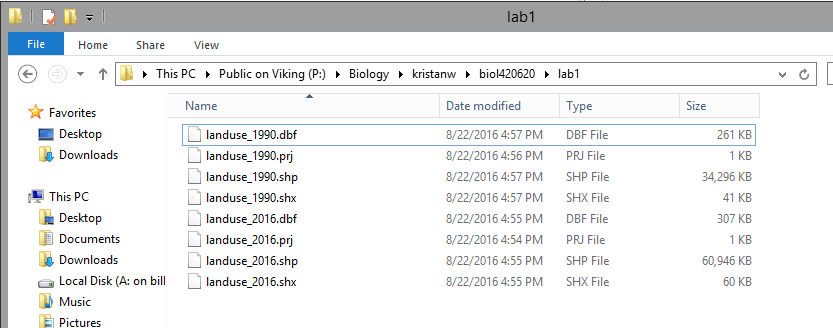 lab1
File Home Share View
This PC Public on Viking (P:) Biology kristanw biol420620 lab1
Favorites
Desktop
Downloads
This PC
Desktop
Documents
Downloads
Local Disk (A: on bill
Music
Pictures
Name Date modified Type Size
landuse_1990.dbf 8/22/2016 4:57 PM DBF File 261 KB
landuse_1990.prj 8/22/2016 4:56 PM PRJ File 1 KB
landuse_1990.shp 8/22/2016 4:57 PM SHP File 34,296 KB
landuse_1990.shx 8/22/2016 4:57 PM SHX File 41 KB
landuse_2016.dbf 8/22/2016 4:55 PM DBF File 307 KB
landuse_2016.prj 8/22/2016 4:54 PM PRJ File 1 KB
landuse_2016.shp 8/22/2016 4:55 PM SHP File 60,946 KB
landuse_2016.shx 8/22/2016 4:55 PM SHX File 60 KB